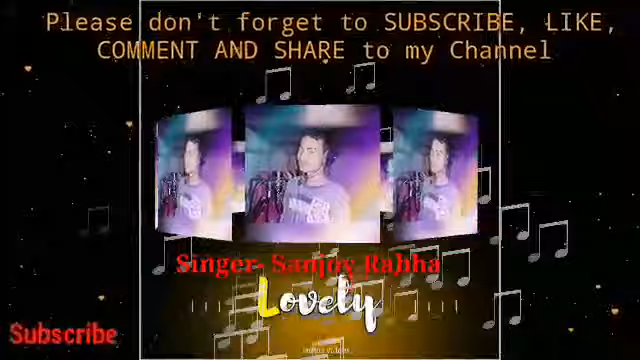 Please don't forget to SUBSCRIBE, LIKE,
COMMENT AND SHARE to my Channel
Singer- Sanjoy Rabha
Lovely
Subscribe